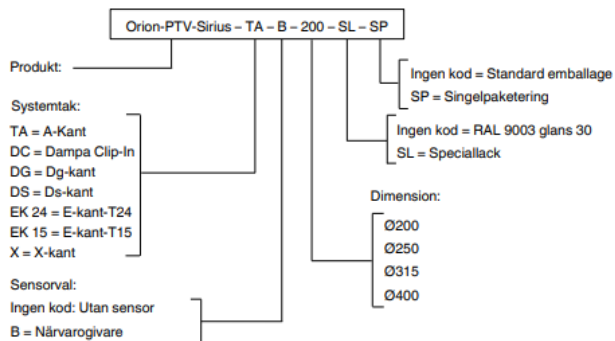 Orion-PTV-Sirius – TA – B – 200 – SL – SP
Produkt:
Systemtak:
TA = A-Kant
DC = Dampa Clip-In
DG = Dg-kant
DS = Ds-kant
EK 24 = E-kant-T24
EK 15 = E-kant-T15
X = X-kant
Sensorval:
Ingen kod: Utan sensor
B = Närvarogivare
Ingen kod = Standard emballage
SP = Singelpaketering
Ingen kod = RAL 9003 glans 30
SL = Speciallack
Dimension:
Ø200
Ø250
Ø315
Ø400